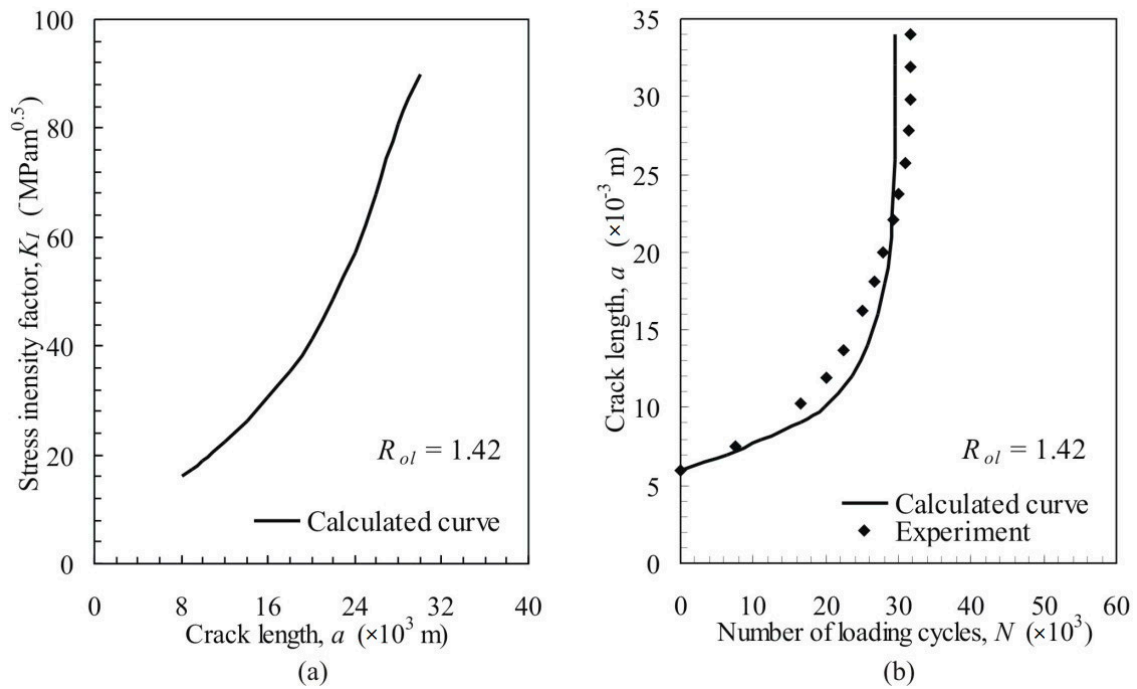 100
80
60
40
20
0
Stress inensity factor, K_I (MPam^0.5)
R_ol = 1.42
Calculated curve
0 8 16 24 32 40
Crack length, a (×10^3 m)
(a)
35
30
25
20
15
10
5
0
Crack length, a (×10^-3 m)
R_ol = 1.42
Calculated curve
Experiment
0 10 20 30 40 50 60
Number of loading cycles, N (×10^3)
(b)